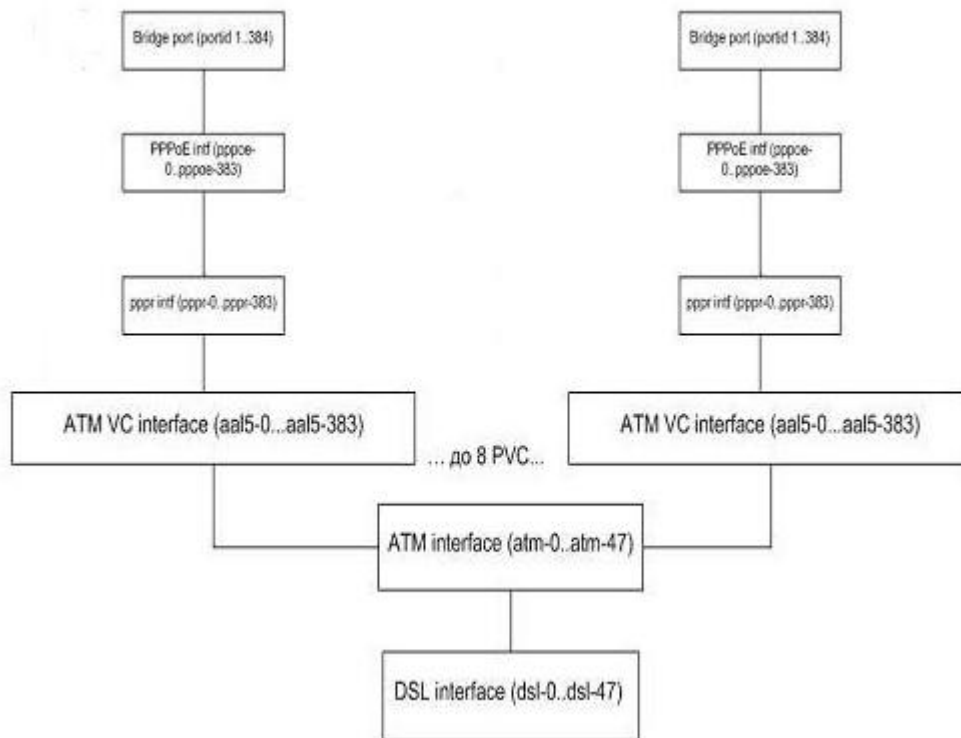 Bridge port (portid 1..384)
Bridge port (portid 1..384)
PPPoE intf (pppoe-
0..pppoe-383)
PPPoE intf (pppoe-
0..pppoe-383)
pppr intf (pppr-0..pppr-383)
pppr intf (pppr-0..pppr-383)
ATM VC interface (aal5-0...aal5-383)
ATM VC interface (aal5-0...aal5-383)
... до 8 PVC...
ATM interface (atm-0..atm-47)
DSL interface (dsl-0..dsl-47)